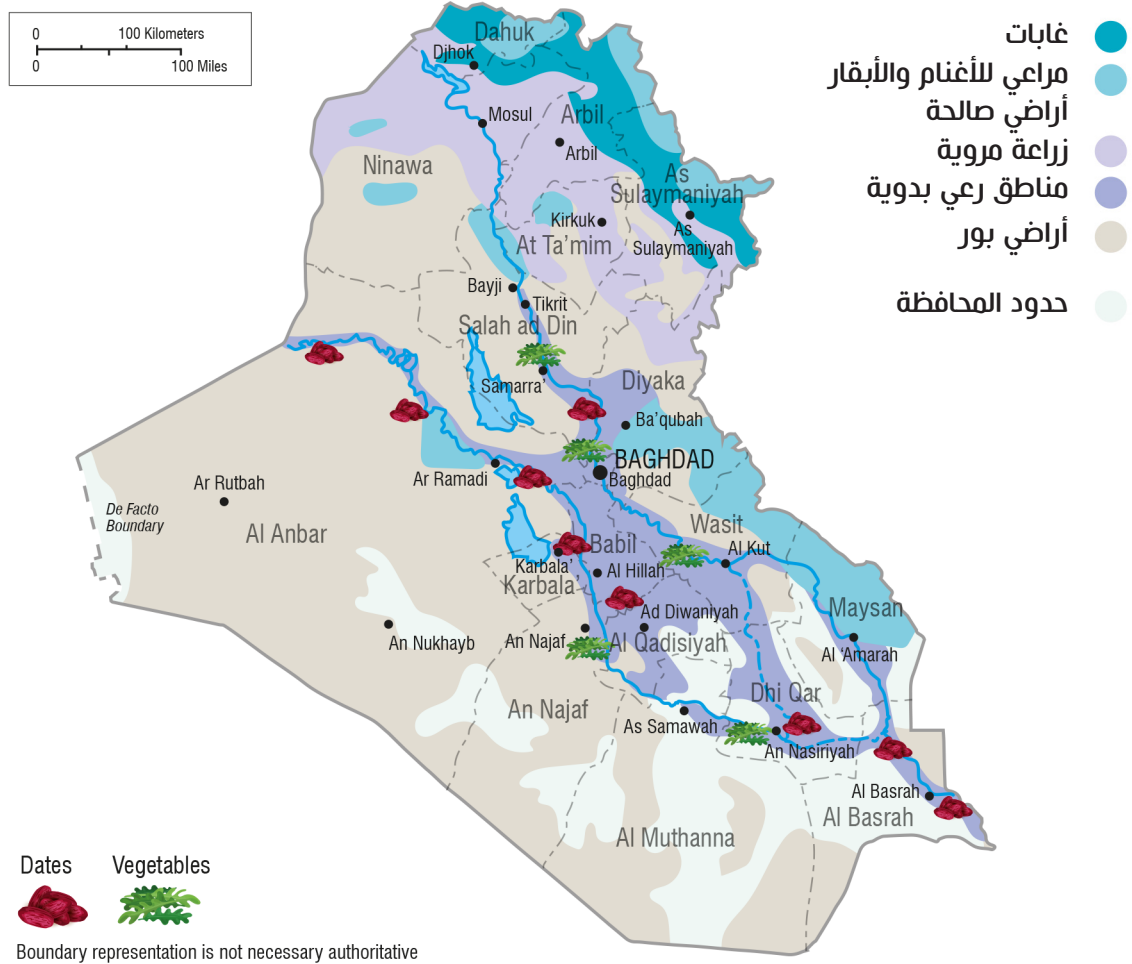 0 100 Kilometers
0 100 Miles
غابات
مراعي للأغنام والأبقار
أراضي صالحة
زراعة مروية
مناطق رعي بدوية
أراضي بور
حدود المحافظة
Dahuk
Djhok
Mosul
Arbil
Arbil
Ninawa
As
Sulaymaniyah
Kirkuk
As
Sulaymaniyah
At Ta’mim
Bayji
Tikrit
Salah ad Din
Samarra’
Diyaka
Ba’qubah
BAGHDAD
Baghdad
Ar Ramadi
Ar Rutbah
De Facto
Boundary
Al Anbar
Wasit
Al Kut
Babil
Karbala’
Al Hillah
Karbala’
Ad Diwaniyah
Maysan
An Nukhayb
An Najaf
Al Qadisiyah
Al ‘Amarah
An Najaf
Dhi Qar
As Samawah
An Nasiriyah
Al Basrah
Al Basrah
Al Muthanna
Dates
Vegetables
Boundary representation is not necessary authoritative